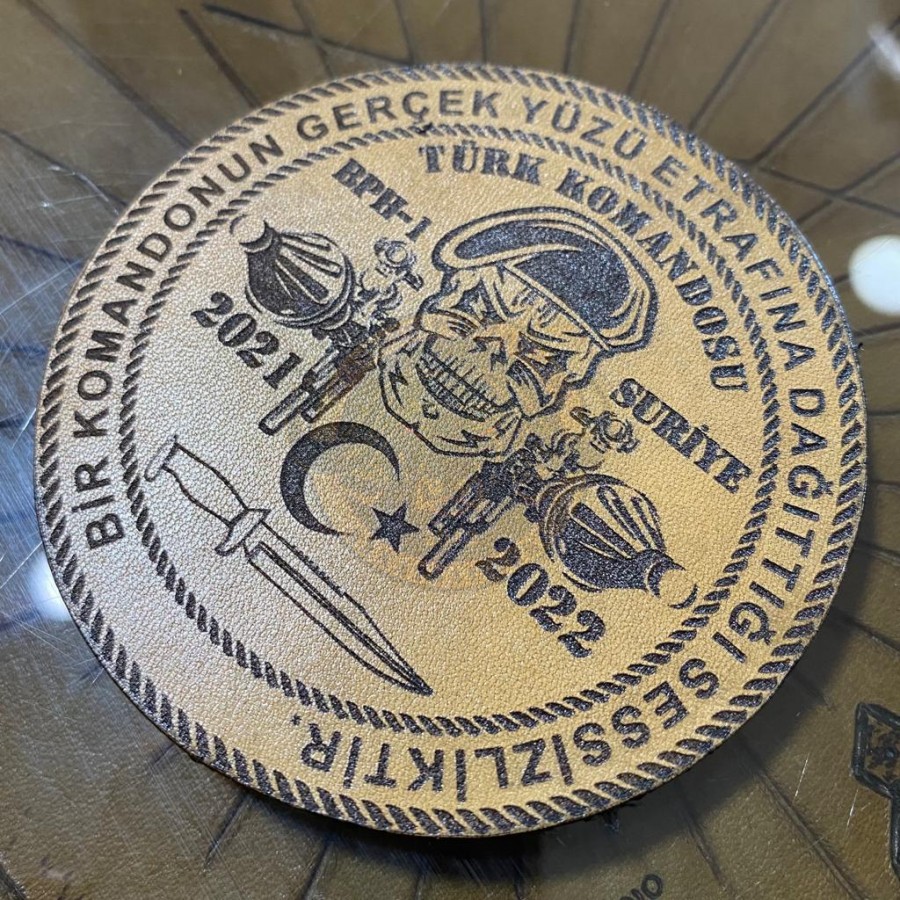 BİR KOMANDONUN GERÇEK YÜZÜ ETRAFINA DAĞITTIĞI SESSİZLİKTİR.
TÜRK KOMANDOSU
BPH-1
2021
SURİYE
2022